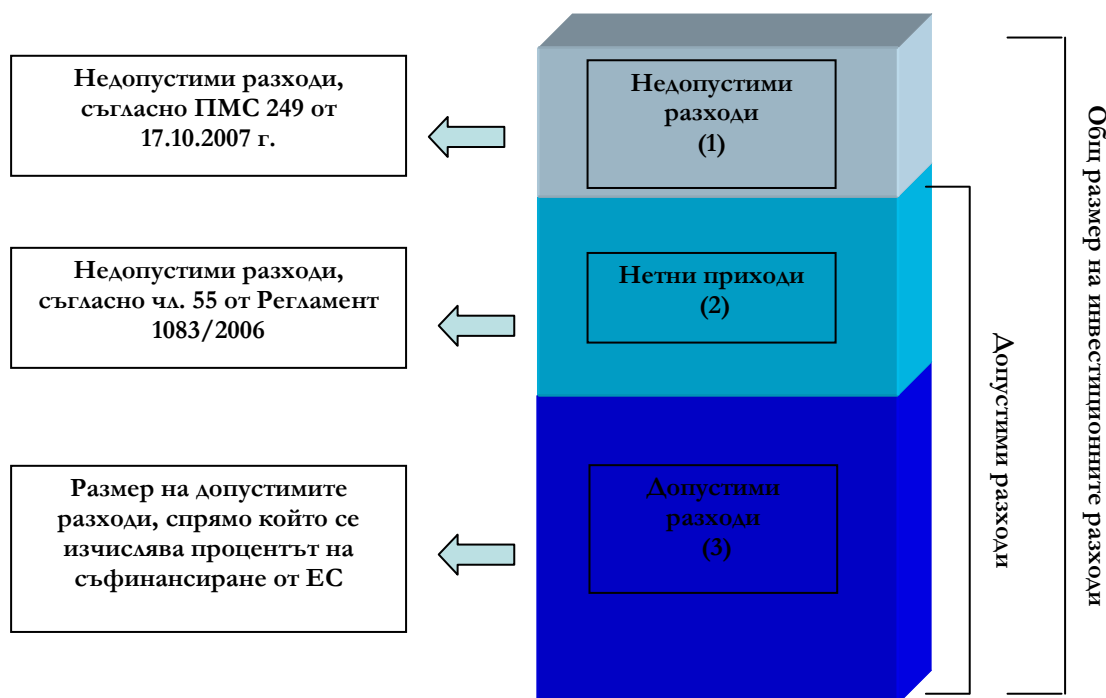 Недопустими разходи,
съгласно ПМС 249 от
17.10.2007 г.
Недопустими
разходи
(1)
Недопустими разходи,
съгласно чл. 55 от Регламент
1083/2006
Нетни приходи
(2)
Размер на допустимите
разходи, спрямо който се
изчислява процентът на
съфинансиране от ЕС
Допустими
разходи
(3)
Допустими разходи
Общ размер на инвестиционните разходи